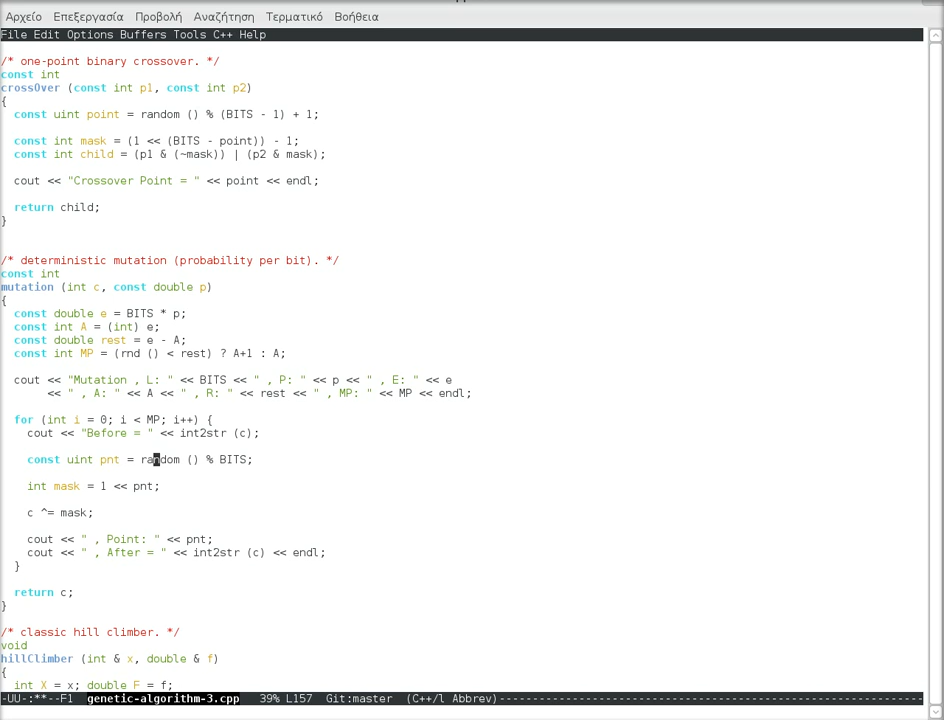 Αρχείο Επεξεργασία Προβολή Αναζήτηση Τερματικό Βοήθεια
File Edit Options Buffers Tools C++ Help
/* one-point binary crossover. */
const int
crossOver (const int p1, const int p2)
{
  const uint point = random () % (BITS - 1) + 1;
  const int mask = (1 << (BITS - point)) - 1;
  const int child = (p1 & (~mask)) | (p2 & mask);
  cout << "Crossover Point = " << point << endl;
  return child;
}
/* deterministic mutation (probability per bit). */
const int
mutation (int c, const double p)
{
  const double e = BITS * p;
  const int A = (int) e;
  const double rest = e - A;
  const int MP = (rnd () < rest) ? A+1 : A;
  cout << "Mutation , L: " << BITS << " , P: " << p << " , E: " << e
       << " , A: " << A << " , R: " << rest << " , MP: " << MP << endl;
  for (int i = 0; i < MP; i++) {
    cout << "Before = " << int2str (c);
    const uint pnt = random () % BITS;
    int mask = 1 << pnt;
    c ^= mask;
    cout << " , Point: " << pnt;
    cout << " , After = " << int2str (c) << endl;
  }
  return c;
}
/* classic hill climber. */
void
hillClimber (int & x, double & f)
{
  int X = x; double F = f;
-UU-:**--F1  genetic-algorithm-3.cpp   39% L157  Git:master  (C++/l Abbrev)----------------------------------------------------------------